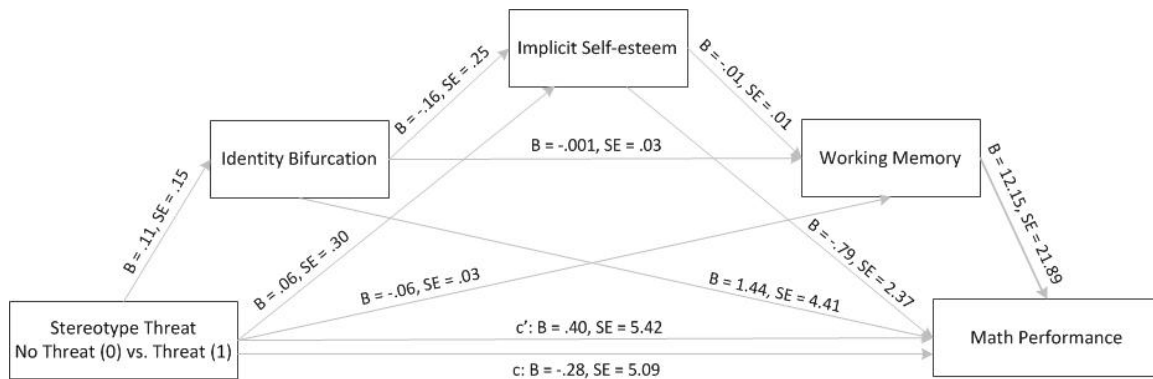 Implicit Self-esteem
B = -.16, SE = .25
B = -.01, SE = .01
Identity Bifurcation
B = -.001, SE = .03
Working Memory
B = .11, SE = .15
B = .06, SE = .30
B = -.06, SE = .03
B = 1.44, SE = 4.41
B = -.79, SE = 2.37
B = 12.15, SE = 21.89
Stereotype Threat
No Threat (0) vs. Threat (1)
c’: B = .40, SE = 5.42
Math Performance
c: B = -.28, SE = 5.09